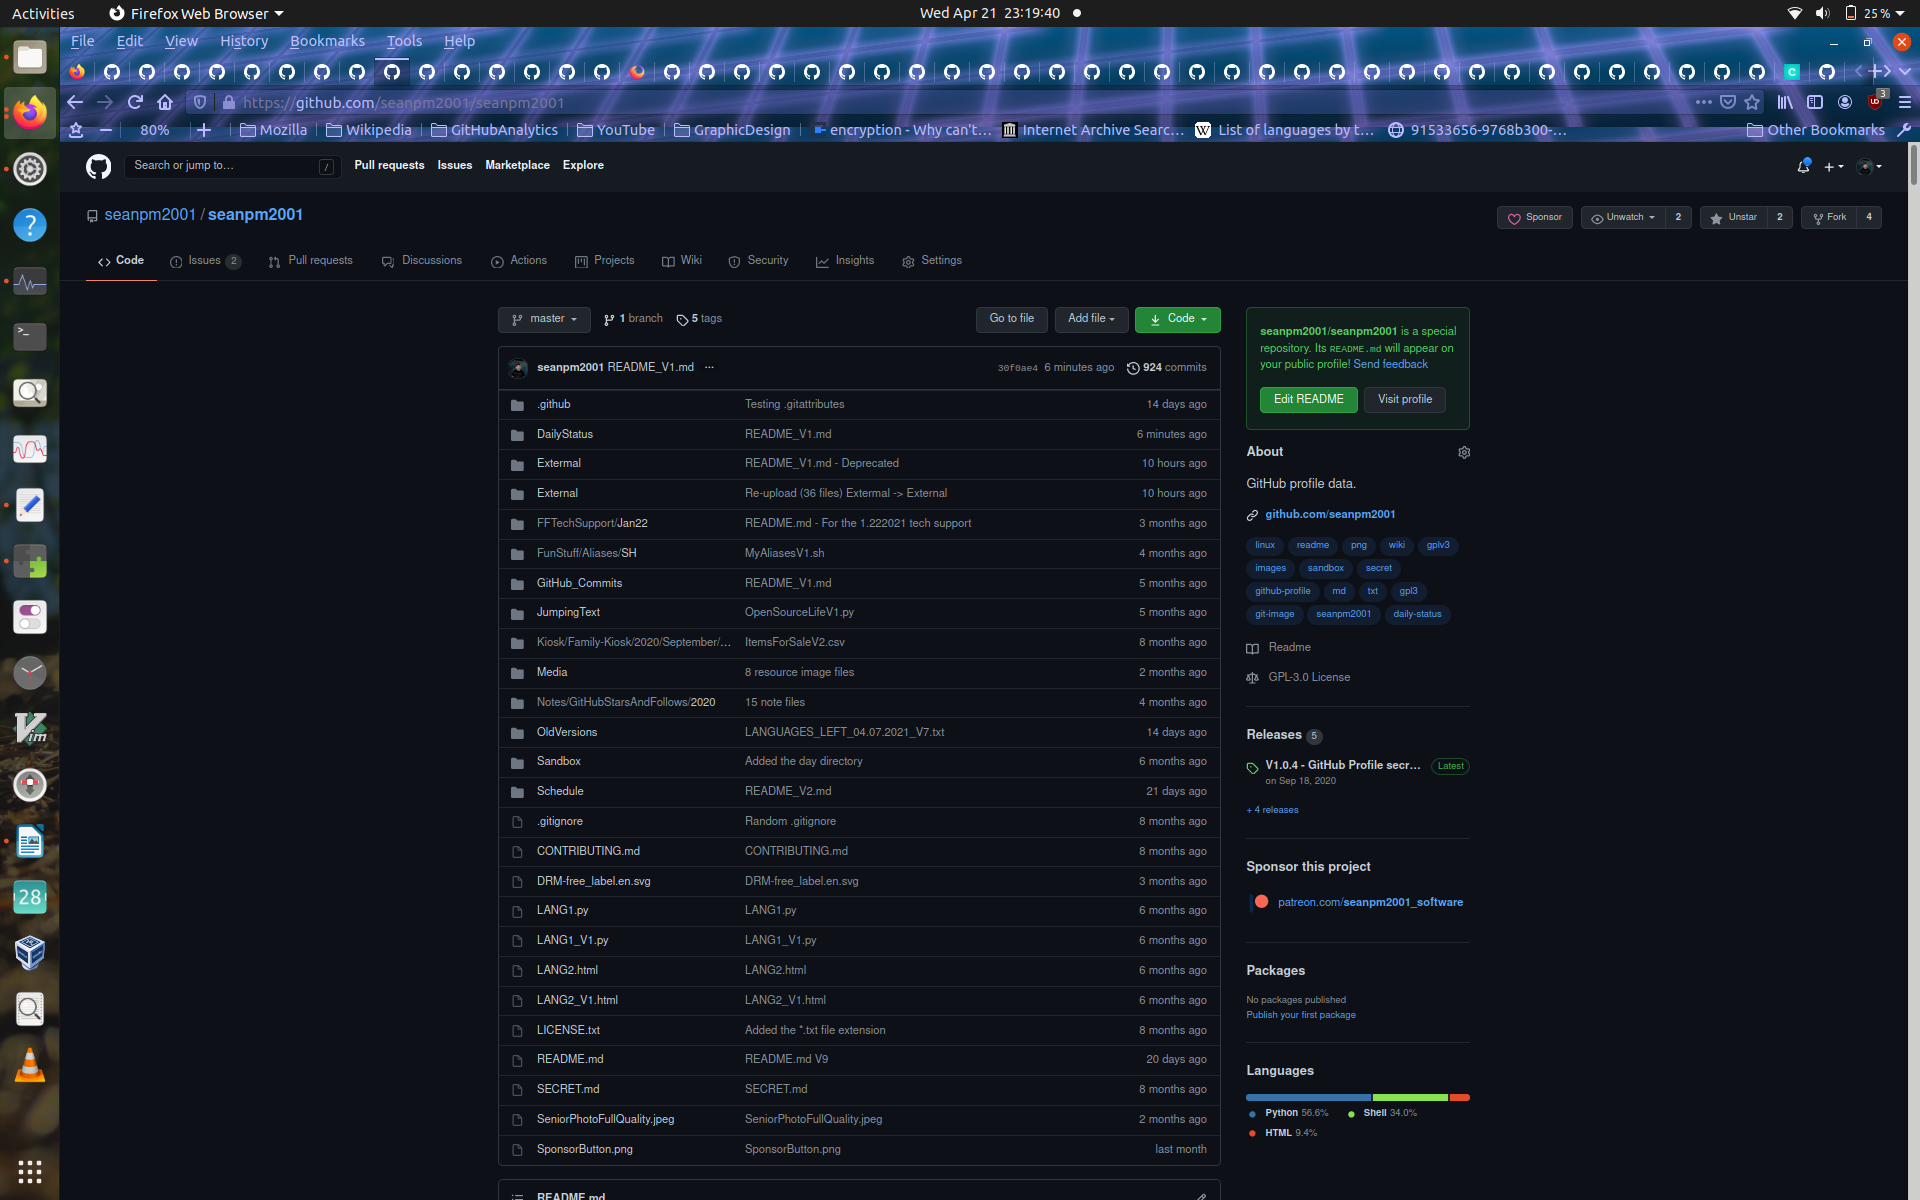 Activities Firefox Web Browser Wed Apr 21 23:19:40 25 %
File Edit View History Bookmarks Tools Help
https://github.com/seanpm2001/seanpm2001 3
80% Mozilla Wikipedia GitHubAnalytics YouTube GraphicDesign encryption - Why can't… Internet Archive Searc… List of languages by t… 91533656-9768b300-… Other Bookmarks
Search or jump to… / Pull requests Issues Marketplace Explore
seanpm2001 / seanpm2001 Sponsor Unwatch 2 Unstar 2 Fork 4
Code Issues 2 Pull requests Discussions Actions Projects Wiki Security Insights Settings
master 1 branch 5 tags Go to file Add file Code
seanpm2001 README_V1.md ... 30f0ae4 6 minutes ago 924 commits
.github Testing .gitattributes 14 days ago
DailyStatus README_V1.md 6 minutes ago
Extermal README_V1.md - Deprecated 10 hours ago
External Re-upload (36 files) Extermal -> External 10 hours ago
FFTechSupport/Jan22 README.md - For the 1.222021 tech support 3 months ago
FunStuff/Aliases/SH MyAliasesV1.sh 4 months ago
GitHub_Commits README_V1.md 5 months ago
JumpingText OpenSourceLifeV1.py 5 months ago
Kiosk/Family-Kiosk/2020/September/… ItemsForSaleV2.csv 8 months ago
Media 8 resource image files 2 months ago
Notes/GitHubStarsAndFollows/2020 15 note files 4 months ago
OldVersions LANGUAGES_LEFT_04.07.2021_V7.txt 14 days ago
Sandbox Added the day directory 6 months ago
Schedule README_V2.md 21 days ago
.gitignore Random .gitignore 8 months ago
CONTRIBUTING.md CONTRIBUTING.md 8 months ago
DRM-free_label.en.svg DRM-free_label.en.svg 3 months ago
LANG1.py LANG1.py 6 months ago
LANG1_V1.py LANG1_V1.py 6 months ago
LANG2.html LANG2.html 6 months ago
LANG2_V1.html LANG2_V1.html 6 months ago
LICENSE.txt Added the *.txt file extension 8 months ago
README.md README.md V9 20 days ago
SECRET.md SECRET.md 8 months ago
SeniorPhotoFullQuality.jpeg SeniorPhotoFullQuality.jpeg 2 months ago
SponsorButton.png SponsorButton.png last month
README.md
seanpm2001/seanpm2001 is a special
repository. Its README.md will appear on
your public profile! Send feedback
Edit README Visit profile
About
GitHub profile data.
github.com/seanpm2001
linux readme png wiki gplv3
images sandbox secret
github-profile md txt gpl3
git-image seanpm2001 daily-status
Readme
GPL-3.0 License
Releases 5
V1.0.4 - GitHub Profile secr… Latest
on Sep 18, 2020
+ 4 releases
Sponsor this project
patreon.com/seanpm2001_software
Packages
No packages published
Publish your first package
Languages
Python 56.6% Shell 34.0%
HTML 9.4%
28